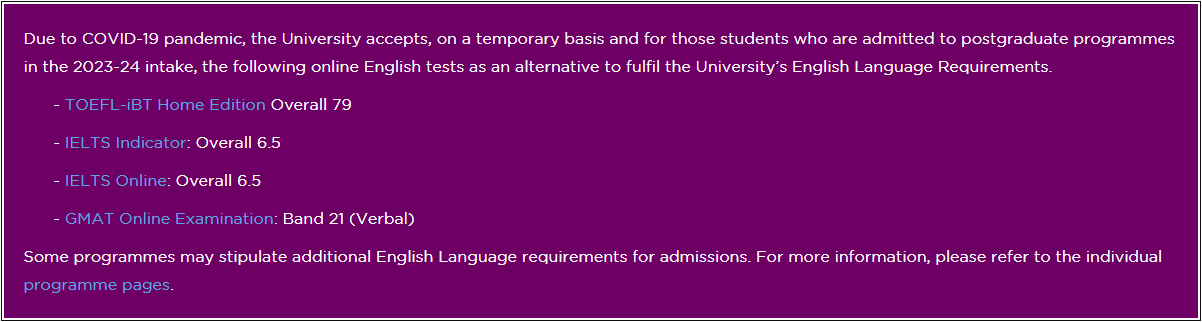 Due to COVID-19 pandemic, the University accepts, on a temporary basis and for those students who are admitted to postgraduate programmes
in the 2023-24 intake, the following online English tests as an alternative to fulfil the University’s English Language Requirements.
- TOEFL-iBT Home Edition Overall 79
- IELTS Indicator: Overall 6.5
- IELTS Online: Overall 6.5
- GMAT Online Examination: Band 21 (Verbal)
Some programmes may stipulate additional English Language requirements for admissions. For more information, please refer to the individual
programme pages.